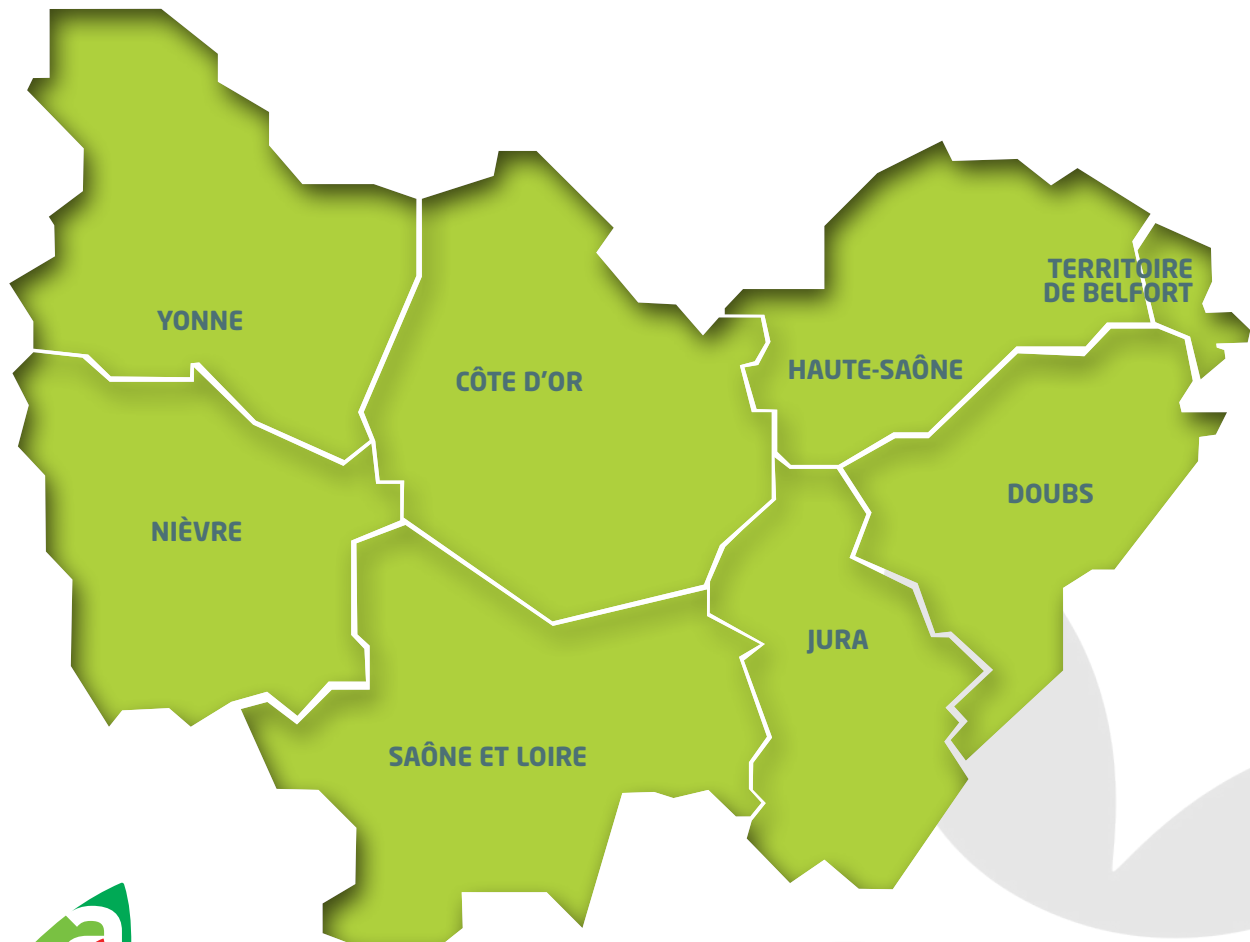 TERRITOIRE
DE BELFORT
YONNE
HAUTE-SAÔNE
CÔTE D'OR
DOUBS
NIÈVRE
JURA
SAÔNE ET LOIRE